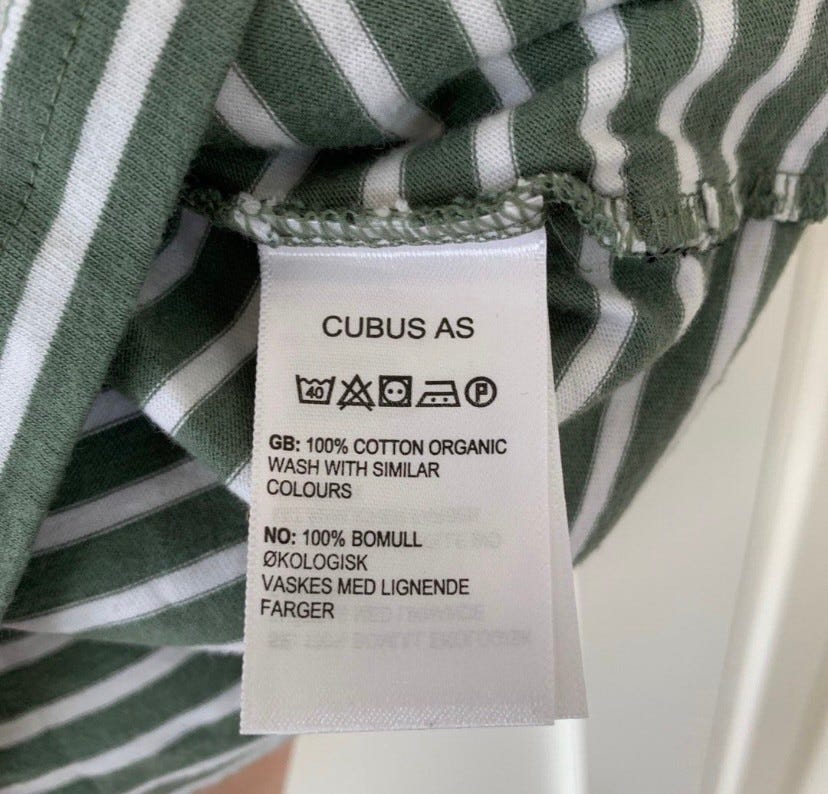 CUBUS AS
40 P
GB: 100% COTTON ORGANIC
WASH WITH SIMILAR
COLOURS
NO: 100% BOMULL
ØKOLOGISK
VASKES MED LIGNENDE
FARGER